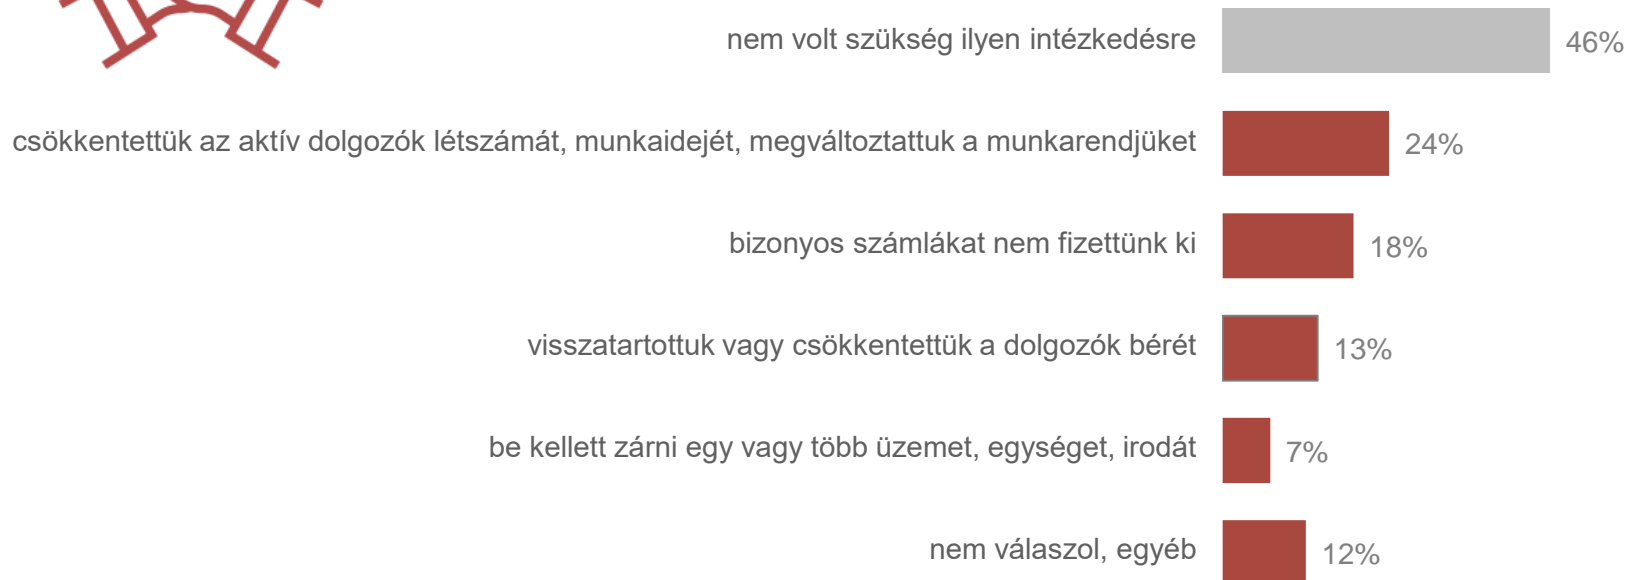 nem volt szükség ilyen intézkedésre 46%
csökkentettük az aktív dolgozók létszámát, munkaidejét, megváltoztattuk a munkarendjüket 24%
bizonyos számlákat nem fizettünk ki 18%
visszatartottuk vagy csökkentettük a dolgozók bérét 13%
be kellett zárni egy vagy több üzemet, egységet, irodát 7%
nem válaszol, egyéb 12%